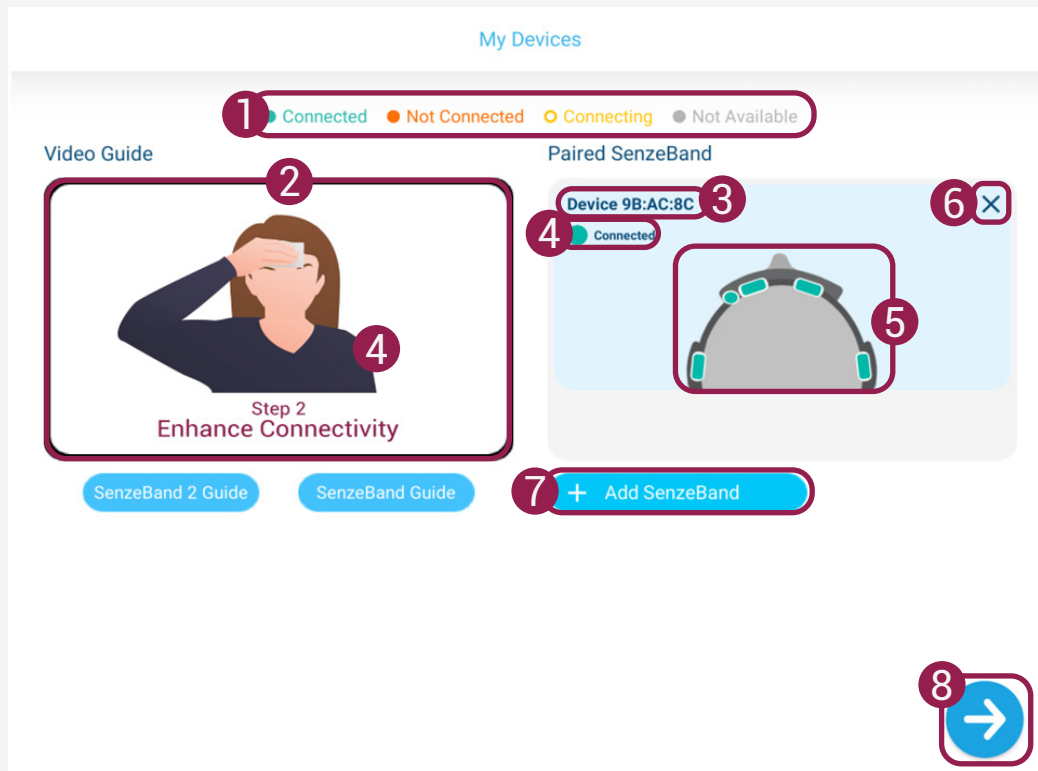 My Devices
1 Connected Not Connected Connecting Not Available
Video Guide
2
4
Step 2
Enhance Connectivity
SenzeBand 2 Guide SenzeBand Guide
Paired SenzeBand
Device 9B:AC:8C 3
6
4 Connected
5
7 + Add SenzeBand
8